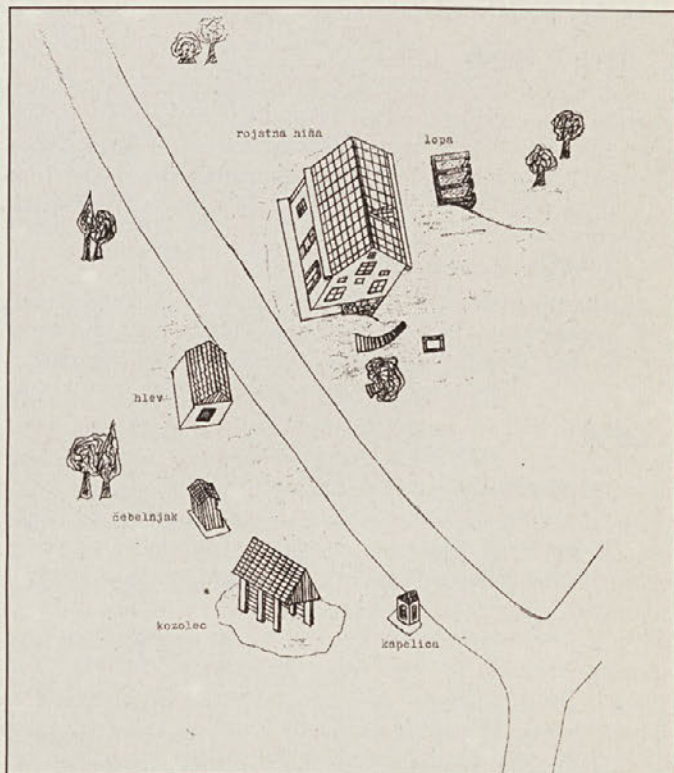 rojstna hiša
lopa
hlev
čebelnjak
kozolec
kapelica